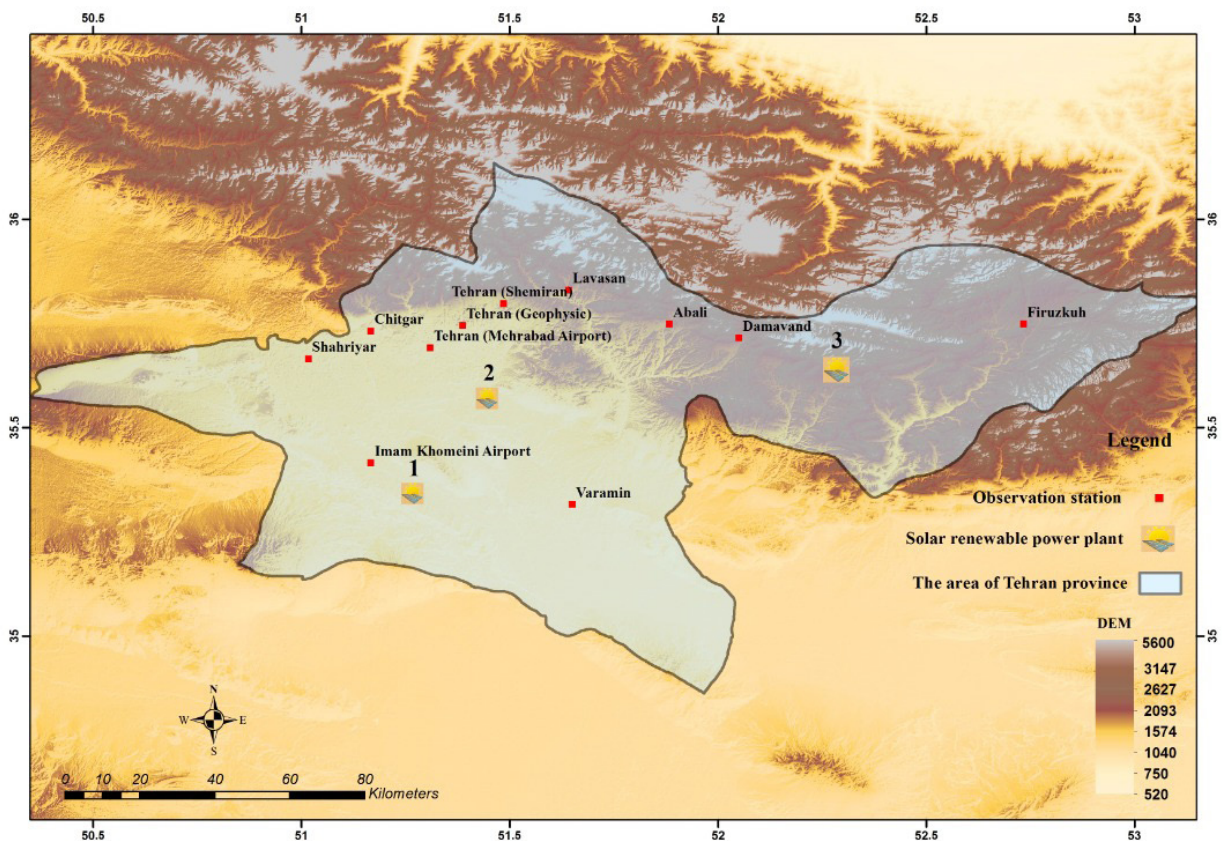 50.5 51 51.5 52 52.5 53
36 36
Lavasan
Tehran (Shemiran)
Tehran (Geophysic)
Chitgar
Tehran (Mehrabad Airport)
Shahriyar
Abali
Damavand
Firuzkuh
3
2
35.5 35.5
Imam Khomeini Airport
1
Varamin
Legend
Observation station
Solar renewable power plant
The area of Tehran province
35 35
DEM
5600
3147
2627
2093
1574
1040
750
520
N
W E
S
0 10 20 40 60 80
Kilometers
50.5 51 51.5 52 52.5 53